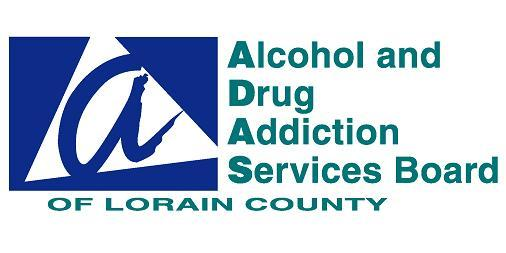 a
Alcohol and
Drug
Addiction
Services Board
OF LORAIN COUNTY